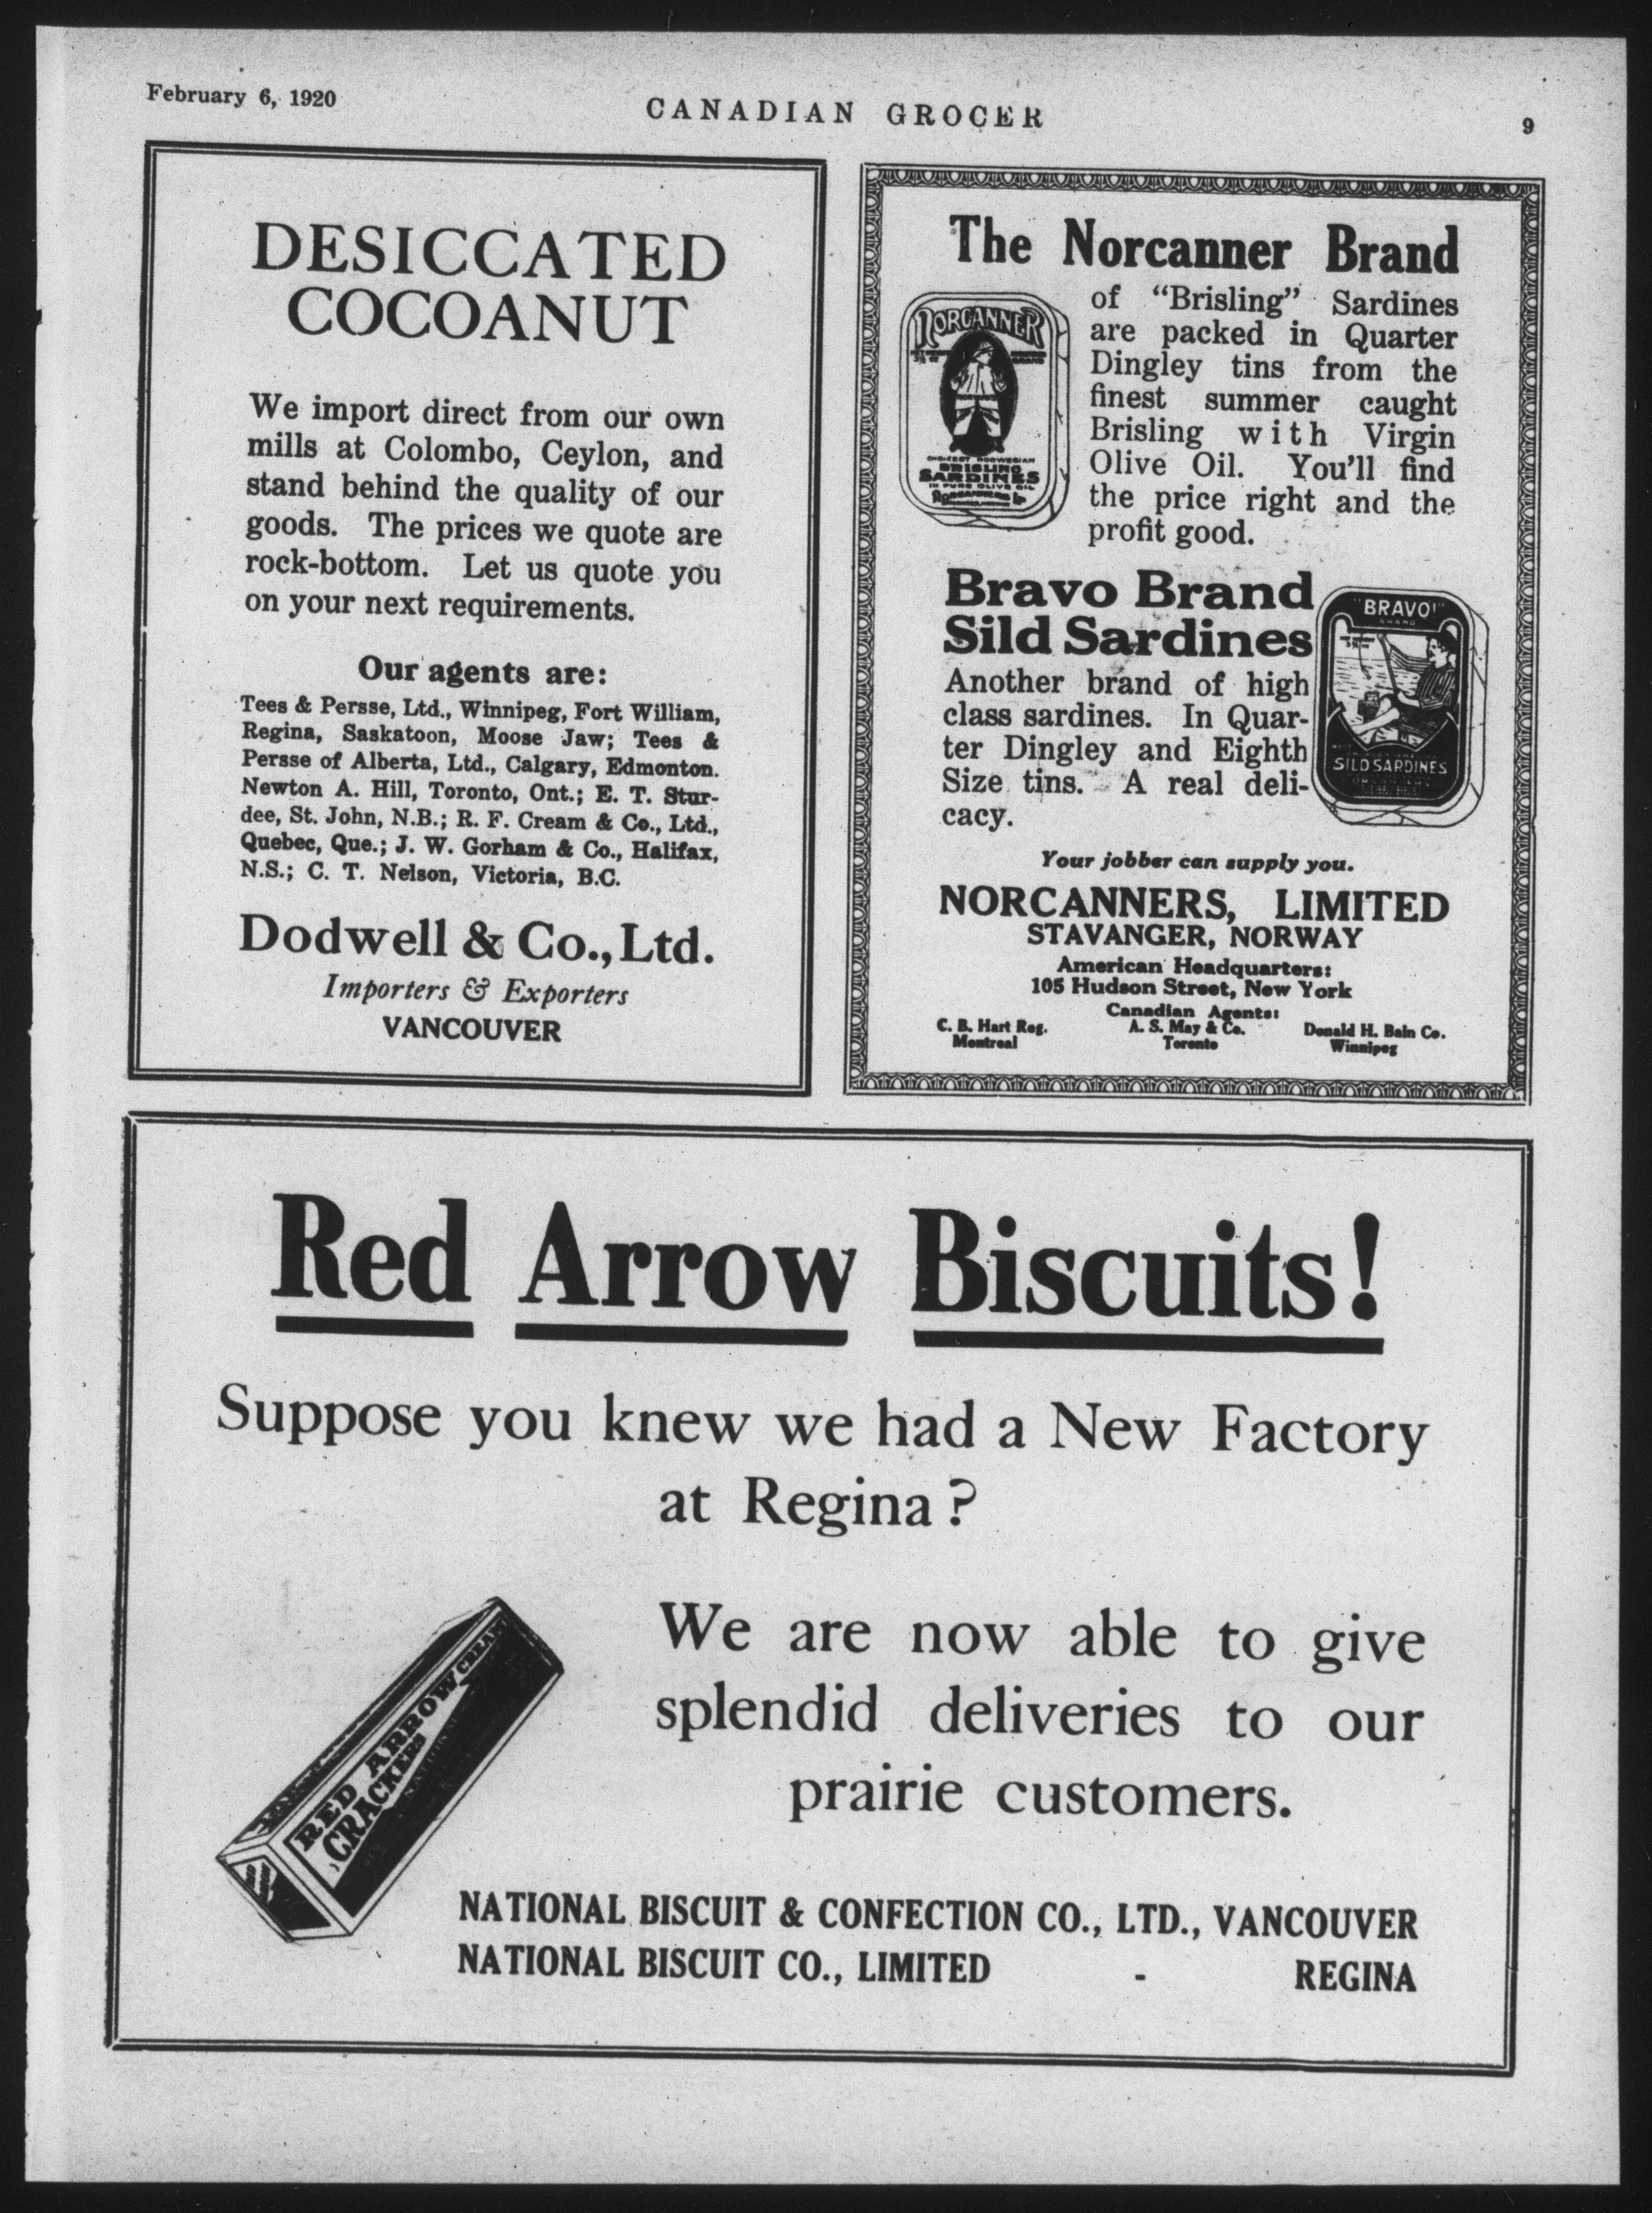 February 6, 1920
CANADIAN GROCER
9
DESICCATED
COCOANUT
We import direct from our own
mills at Colombo, Ceylon, and
stand behind the quality of our
goods. The prices we quote are
rock-bottom. Let us quote you
on your next requirements.
Our agents are:
Tees & Persse, Ltd., Winnipeg, Fort William,
Regina, Saskatoon, Moose Jaw; Tees &
Persse of Alberta, Ltd., Calgary, Edmonton.
Newton A. Hill, Toronto, Ont.; E. T. Stur-
dee, St. John, N.B.; R. F. Cream & Co., Ltd.,
Quebec, Que.; J. W. Gorham & Co., Halifax,
N.S.; C. T. Nelson, Victoria, B.C.
Dodwell & Co., Ltd.
Importers & Exporters
VANCOUVER
The Norcanner Brand
NORCANNER
CHOICEST NORWEGIAN
BRISLING
SARDINES
IN PURE OLIVE OIL
of "Brisling" Sardines
are packed in Quarter
Dingley tins from the
finest summer caught
Brisling with Virgin
Olive Oil. You'll find
the price right and the
profit good.
Bravo Brand
Sild Sardines
Another brand of high
class sardines. In Quar-
ter Dingley and Eighth
Size tins. A real deli-
cacy.
"BRAVO!"
BRAND
SILD SARDINES
Your jobber can supply you.
NORCANNERS, LIMITED
STAVANGER, NORWAY
American Headquarters:
105 Hudson Street, New York
Canadian Agents:
C. B. Hart Reg. A. S. May & Co. Donald H. Bain Co.
Montreal Toronto Winnipeg
Red Arrow Biscuits!
Suppose you knew we had a New Factory
at Regina?
We are now able to give
splendid deliveries to our
prairie customers.
RED ARROW
CRACKERS
NATIONAL BISCUIT & CONFECTION CO., LTD., VANCOUVER
NATIONAL BISCUIT CO., LIMITED - REGINA